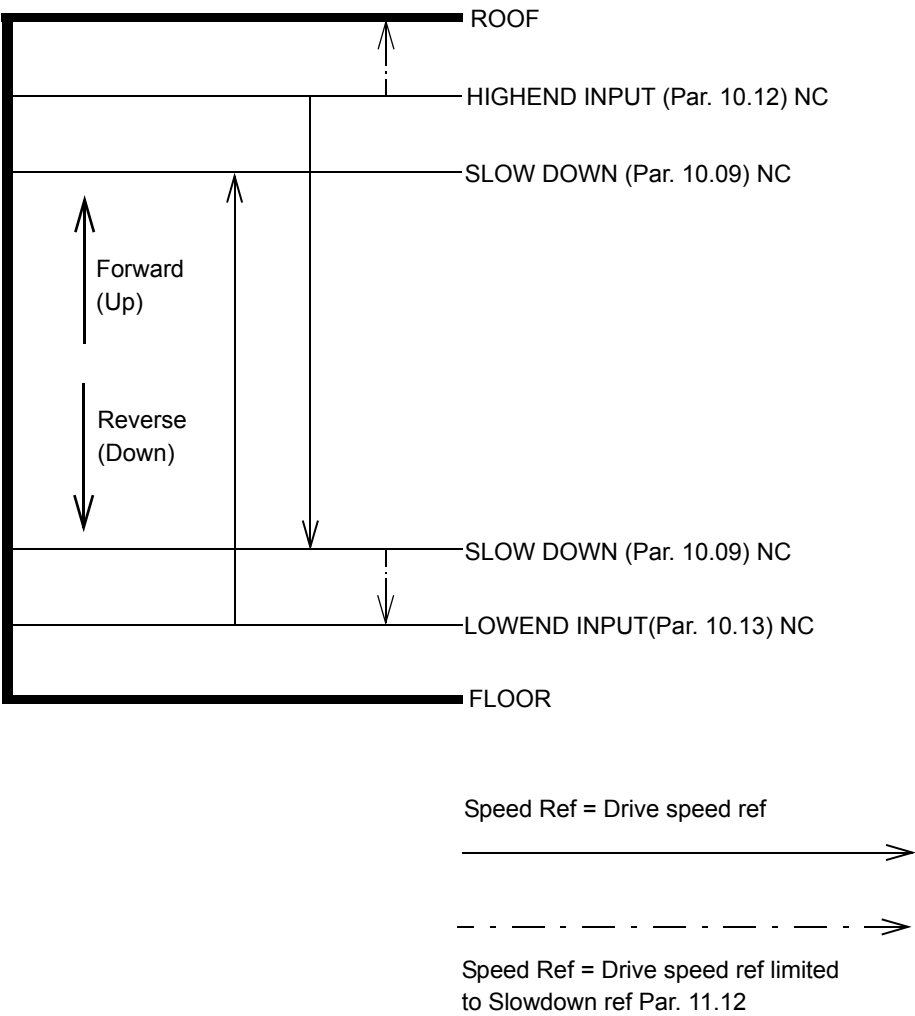 ROOF
HIGHEND INPUT (Par. 10.12) NC
SLOW DOWN (Par. 10.09) NC
Forward
(Up)
Reverse
(Down)
SLOW DOWN (Par. 10.09) NC
LOWEND INPUT(Par. 10.13) NC
FLOOR
Speed Ref = Drive speed ref
Speed Ref = Drive speed ref limited
to Slowdown ref Par. 11.12